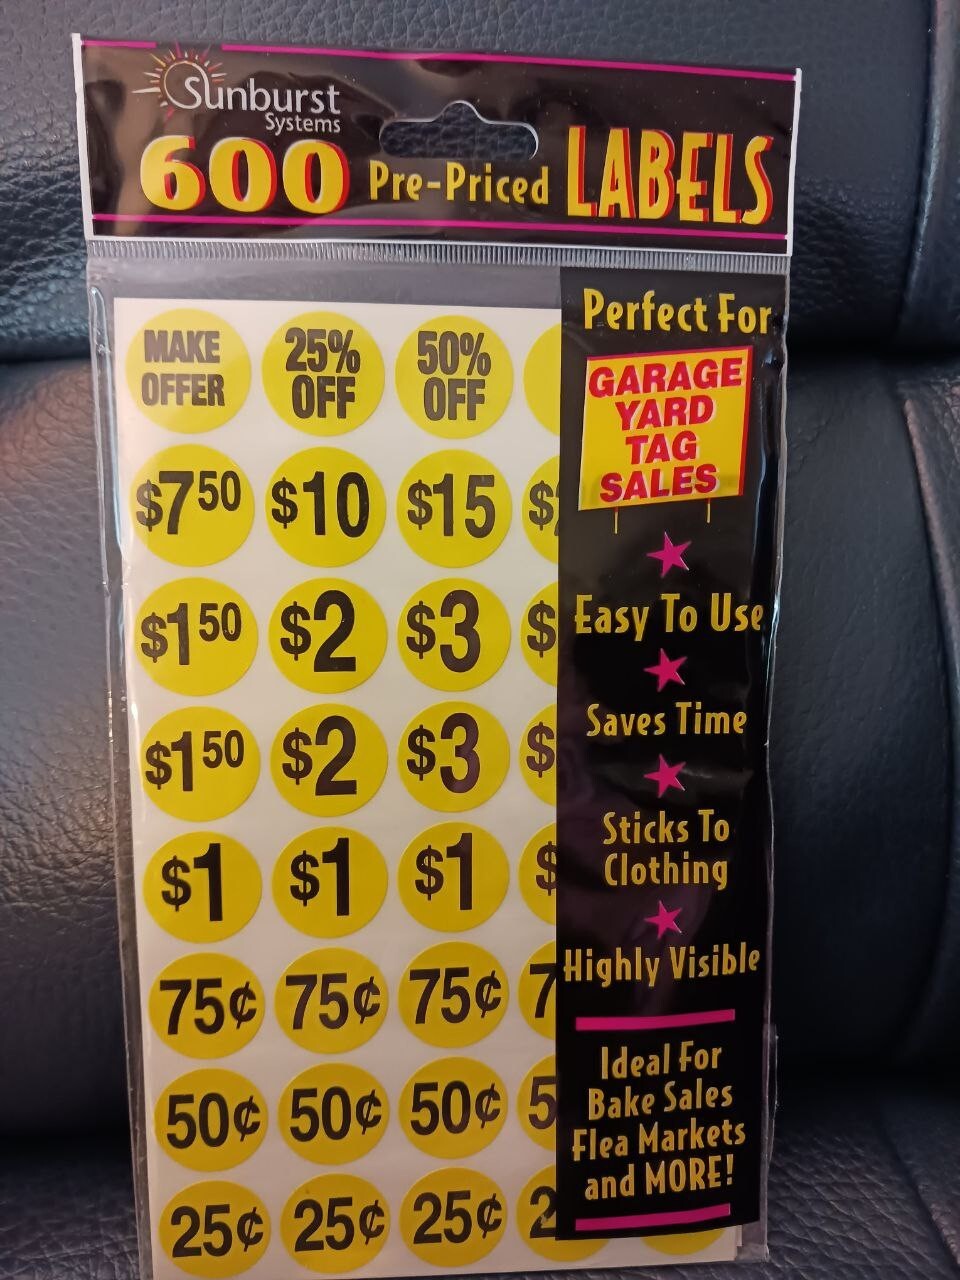 Sunburst
Systems
600 Pre-Priced LABELS
MAKE
OFFER
25%
OFF
50%
OFF
$7.50 $10 $15 $
$1.50 $2 $3 $
$1.50 $2 $3 $
$1 $1 $1 $
75¢ 75¢ 75¢ 7
50¢ 50¢ 50¢ 5
25¢ 25¢ 25¢ 2
Perfect For
GARAGE
YARD
TAG
SALES
Easy To Use
Saves Time
Sticks To
Clothing
Highly Visible
Ideal For
Bake Sales
Flea Markets
and MORE!